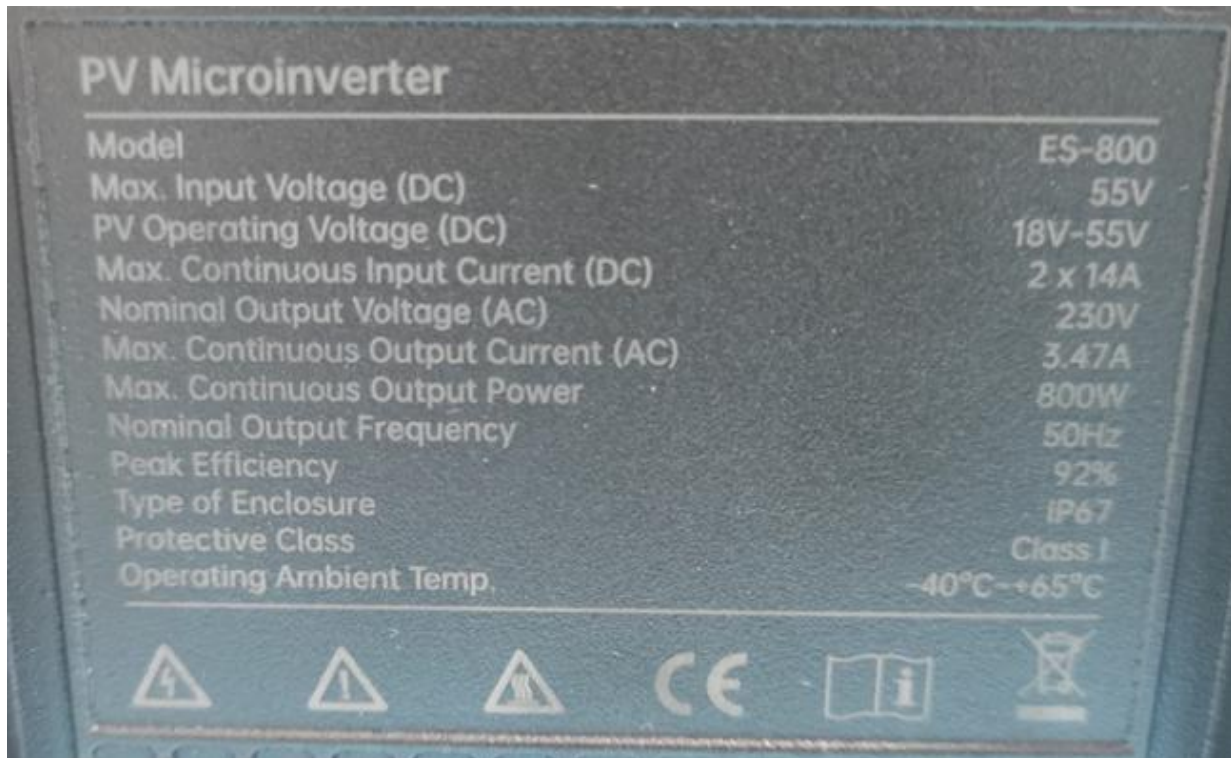 PV Microinverter
Model ES-800
Max. Input Voltage (DC) 55V
PV Operating Voltage (DC) 18V-55V
Max. Continuous Input Current (DC) 2 x 14A
Nominal Output Voltage (AC) 230V
Max. Continuous Output Current (AC) 3.47A
Max. Continuous Output Power 800W
Nominal Output Frequency 50Hz
Peak Efficiency 92%
Type of Enclosure IP67
Protective Class Class I
Operating Ambient Temp. -40°C~+65°C
CE